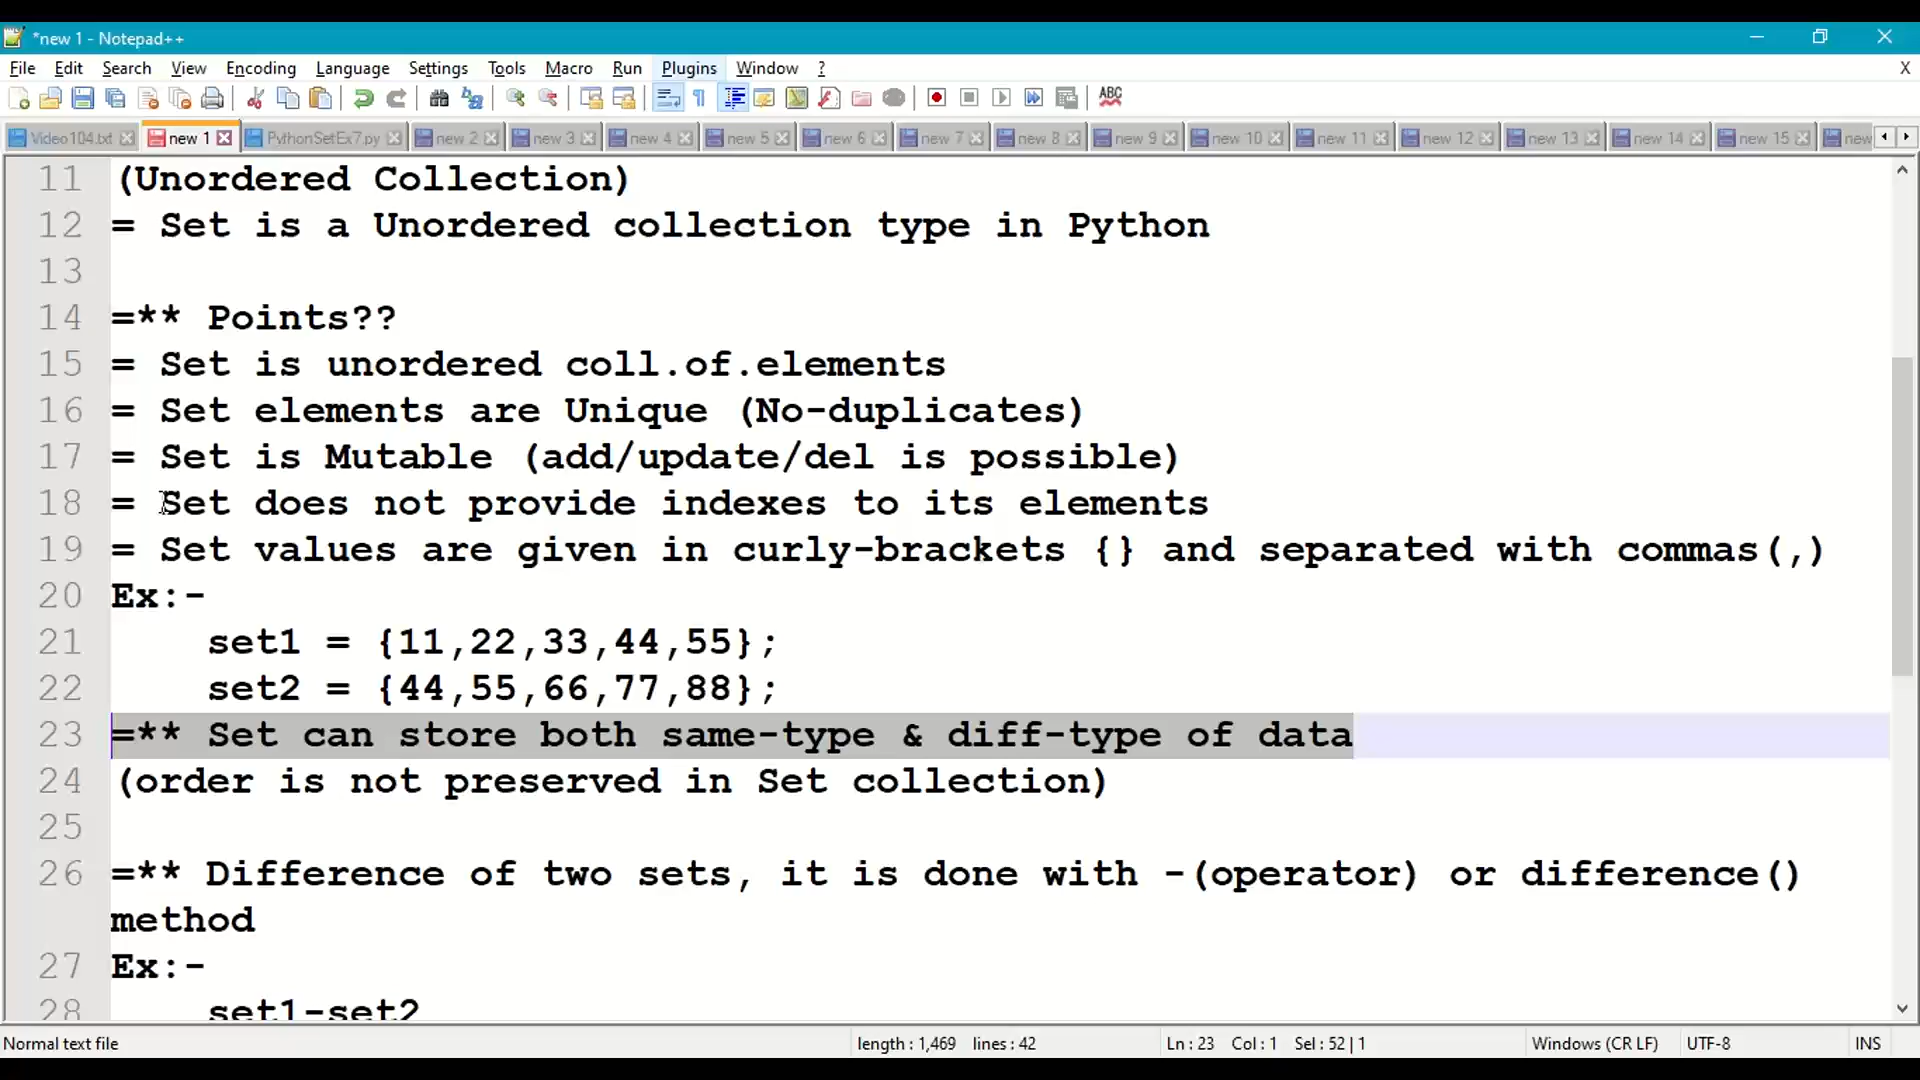 *new 1 - Notepad++
File Edit Search View Encoding Language Settings Tools Macro Run Plugins Window ? X
ABC
Video104.txt new 1 PythonSetEx7.py new 2 new 3 new 4 new 5 new 6 new 7 new 8 new 9 new 10 new 11 new 12 new 13 new 14 new 15 new
11 (Unordered Collection)
12 = Set is a Unordered collection type in Python
13
14 =** Points??
15 = Set is unordered coll.of.elements
16 = Set elements are Unique (No-duplicates)
17 = Set is Mutable (add/update/del is possible)
18 = Set does not provide indexes to its elements
19 = Set values are given in curly-brackets {} and separated with commas(,)
20 Ex:-
21 set1 = {11,22,33,44,55};
22 set2 = {44,55,66,77,88};
23 =** Set can store both same-type & diff-type of data
24 (order is not preserved in Set collection)
25
26 =** Difference of two sets, it is done with -(operator) or difference()
method
27 Ex:-
28 set1-set2
Normal text file length : 1,469 lines : 42 Ln : 23 Col : 1 Sel : 52 | 1 Windows (CR LF) UTF-8 INS